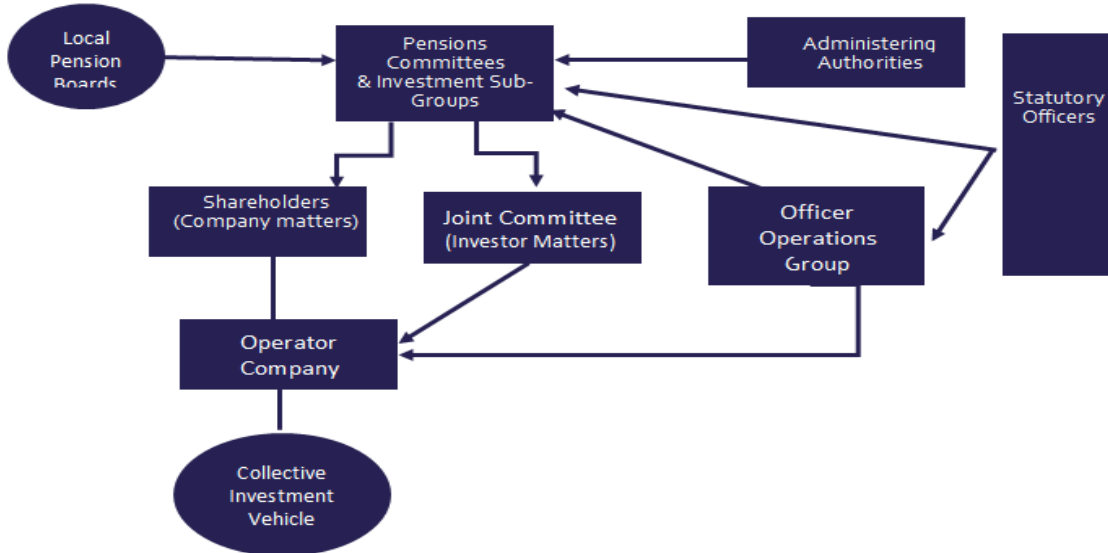 Local
Pension
Boards
Pensions
Committees
& Investment Sub-
Groups
Administering
Authorities
Statutory
Officers
Shareholders
(Company matters)
Joint Committee
(Investor Matters)
Officer
Operations
Group
Operator
Company
Collective
Investment
Vehicle